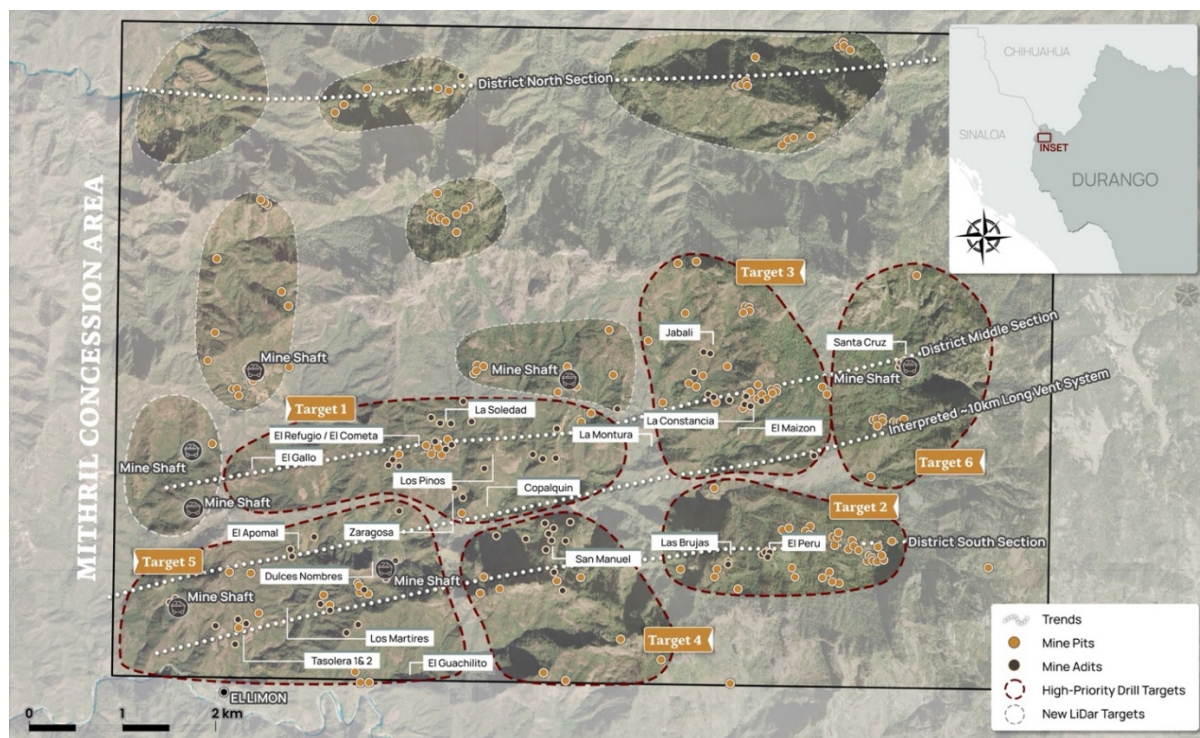 MITHRIL CONCESSION AREA
District North Section
CHIHUAHUA
SINALOA
INSET
DURANGO
Target 3
Jabali
Santa Cruz
District Middle Section
Mine Shaft
Mine Shaft
Mine Shaft
Interpreted ~10km Long Vent System
Target 1
La Soledad
El Refugio / El Cometa
La Constancia
La Montura
El Maizon
El Gallo
Mine Shaft
Los Pinos
Copalquin
Target 6
Target 2
El Apomal
Zaragosa
Las Brujas
El Peru
District South Section
Target 5
San Manuel
Dulces Nombres
Mine Shaft
Mine Shaft
Los Martires
Target 4
Tasolera 1& 2
El Guachilito
EL LIMON
0
1
2 km
Trends
Mine Pits
Mine Adits
High-Priority Drill Targets
New LiDar Targets